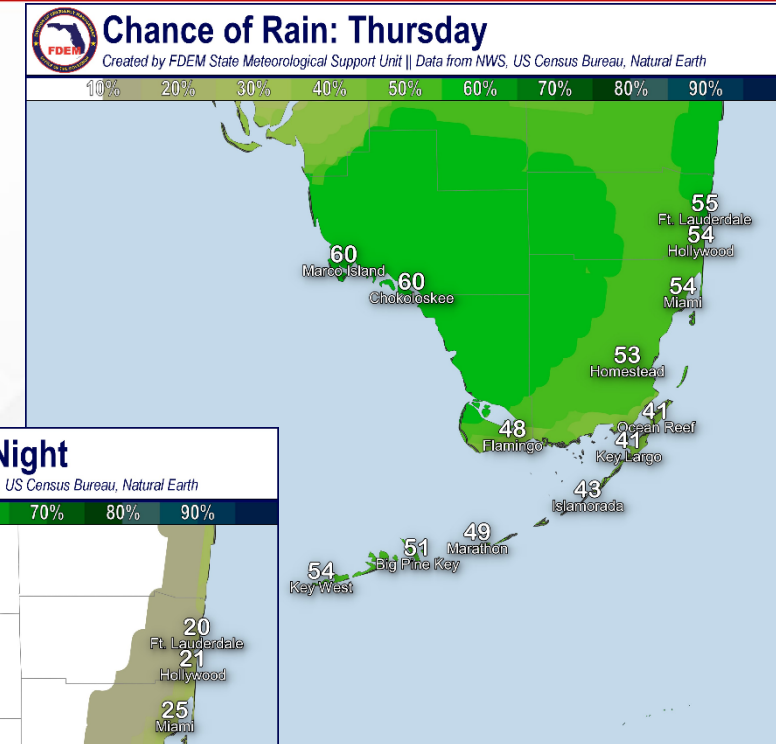 FDEM
Chance of Rain: Thursday
Created by FDEM State Meteorological Support Unit || Data from NWS, US Census Bureau, Natural Earth
10% 20% 30% 40% 50% 60% 70% 80% 90%
55
Ft. Lauderdale
54
Hollywood
60
Marco Island
60
Chokoloskee
54
Miami
53
Homestead
41
Ocean Reef
48
Flamingo
41
Key Largo
43
Islamorada
49
Marathon
51
Big Pine Key
54
Key West
Night
US Census Bureau, Natural Earth
70% 80% 90%
20
Ft. Lauderdale
21
Hollywood
25
Miami